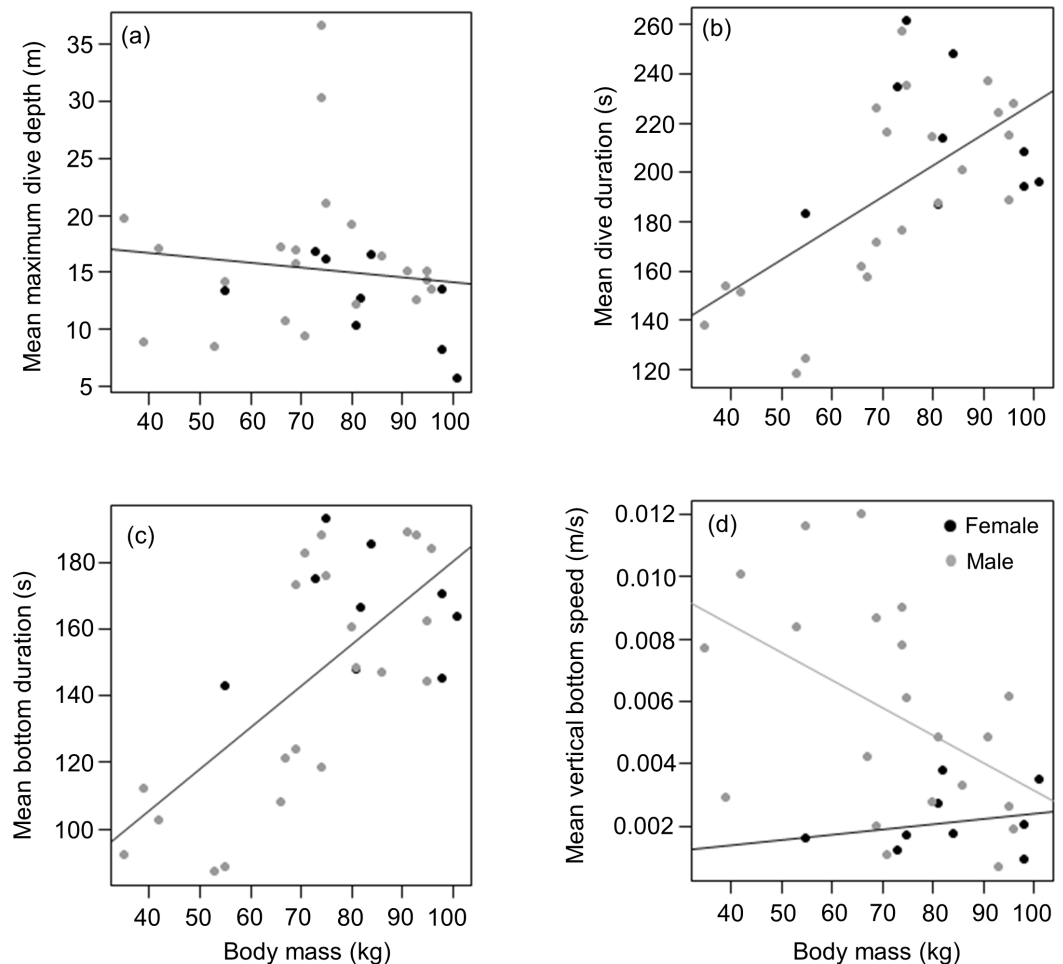 (a)
Mean maximum dive depth (m)
35
30
25
20
15
10
5
40 50 60 70 80 90 100
(b)
Mean dive duration (s)
260
240
220
200
180
160
140
120
40 50 60 70 80 90 100
(c)
Mean bottom duration (s)
180
160
140
120
100
40 50 60 70 80 90 100
Body mass (kg)
(d)
Female
Male
Mean vertical bottom speed (m/s)
0.012
0.010
0.008
0.006
0.004
0.002
40 50 60 70 80 90 100
Body mass (kg)